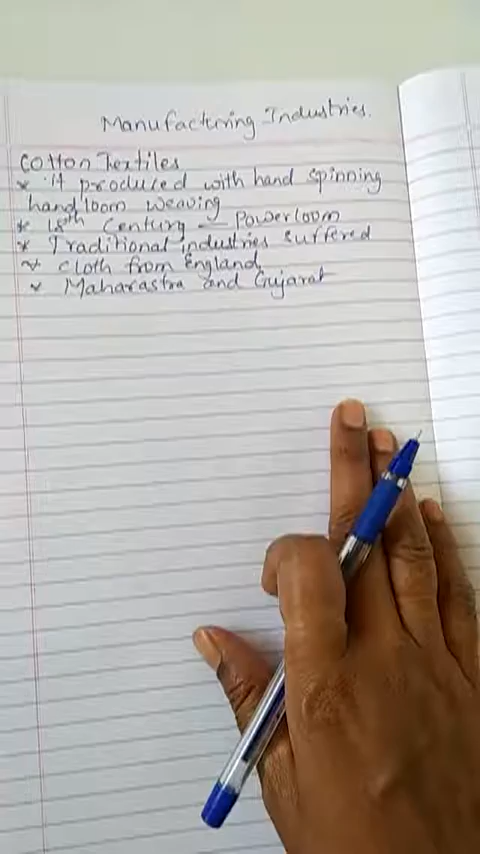 Manufacturing Industries.
Cotton Textiles
* It produced with hand spinning
handloom weaving
* 18th Century — Powerloom
* Traditional industries suffered
* cloth from England
* Maharastra and Gujarat